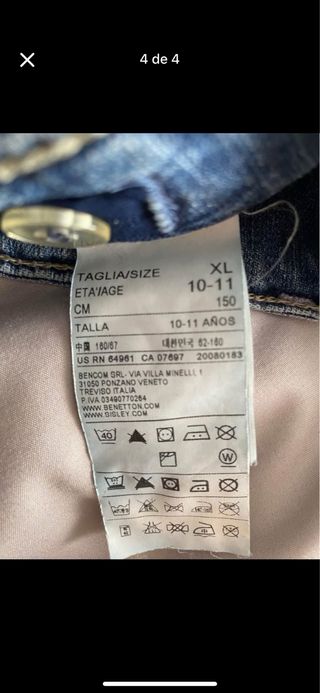 4 de 4
TAGLIA/SIZE XL
ETA'/AGE 10-11
CM 150
TALLA 10-11 AÑOS
中国 160/67 대한민국 62-160
US RN 64961 CA 07697 20080183
BENCOM SRL- VIA VILLA MINELLI, 1
31050 PONZANO VENETO
TREVISO ITALIA
P.IVA 03490770264
WWW.BENETTON.COM
WWW.SISLEY.COM
40
W